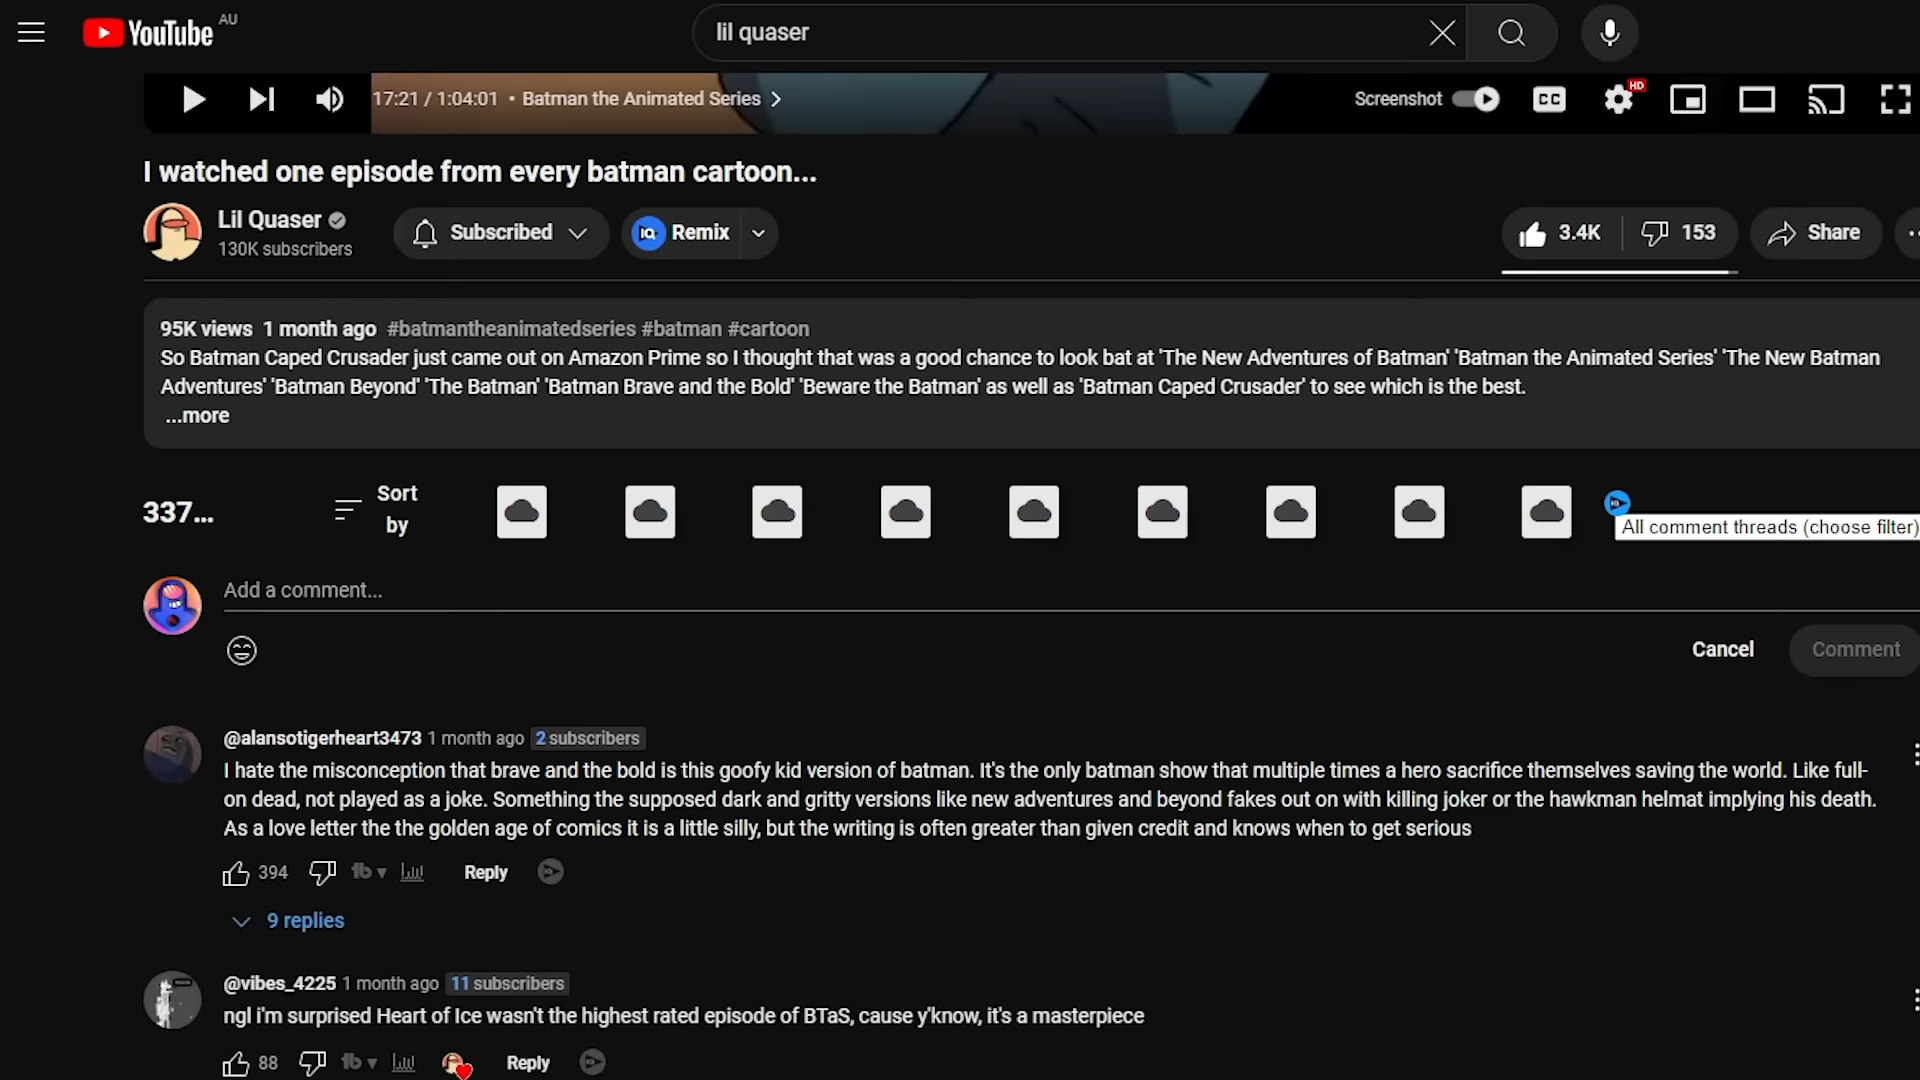 YouTube AU
lil quaser
17:21 / 1:04:01 • Batman the Animated Series
Screenshot
CC
HD
I watched one episode from every batman cartoon...
Lil Quaser
130K subscribers
Subscribed
IQ Remix
3.4K
153
Share
95K views 1 month ago #batmantheanimatedseries #batman #cartoon
So Batman Caped Crusader just came out on Amazon Prime so I thought that was a good chance to look bat at 'The New Adventures of Batman' 'Batman the Animated Series' 'The New Batman
Adventures' 'Batman Beyond' 'The Batman' 'Batman Brave and the Bold' 'Beware the Batman' as well as 'Batman Caped Crusader' to see which is the best.
...more
337...
Sort
by
All comment threads (choose filter)
Add a comment...
Cancel
Comment
@alansotigerheart3473 1 month ago 2 subscribers
I hate the misconception that brave and the bold is this goofy kid version of batman. It's the only batman show that multiple times a hero sacrifice themselves saving the world. Like full-
on dead, not played as a joke. Something the supposed dark and gritty versions like new adventures and beyond fakes out on with killing joker or the hawkman helmat implying his death.
As a love letter the the golden age of comics it is a little silly, but the writing is often greater than given credit and knows when to get serious
394
Reply
9 replies
@vibes_4225 1 month ago 11 subscribers
ngl i'm surprised Heart of Ice wasn't the highest rated episode of BTaS, cause y'know, it's a masterpiece
88
Reply